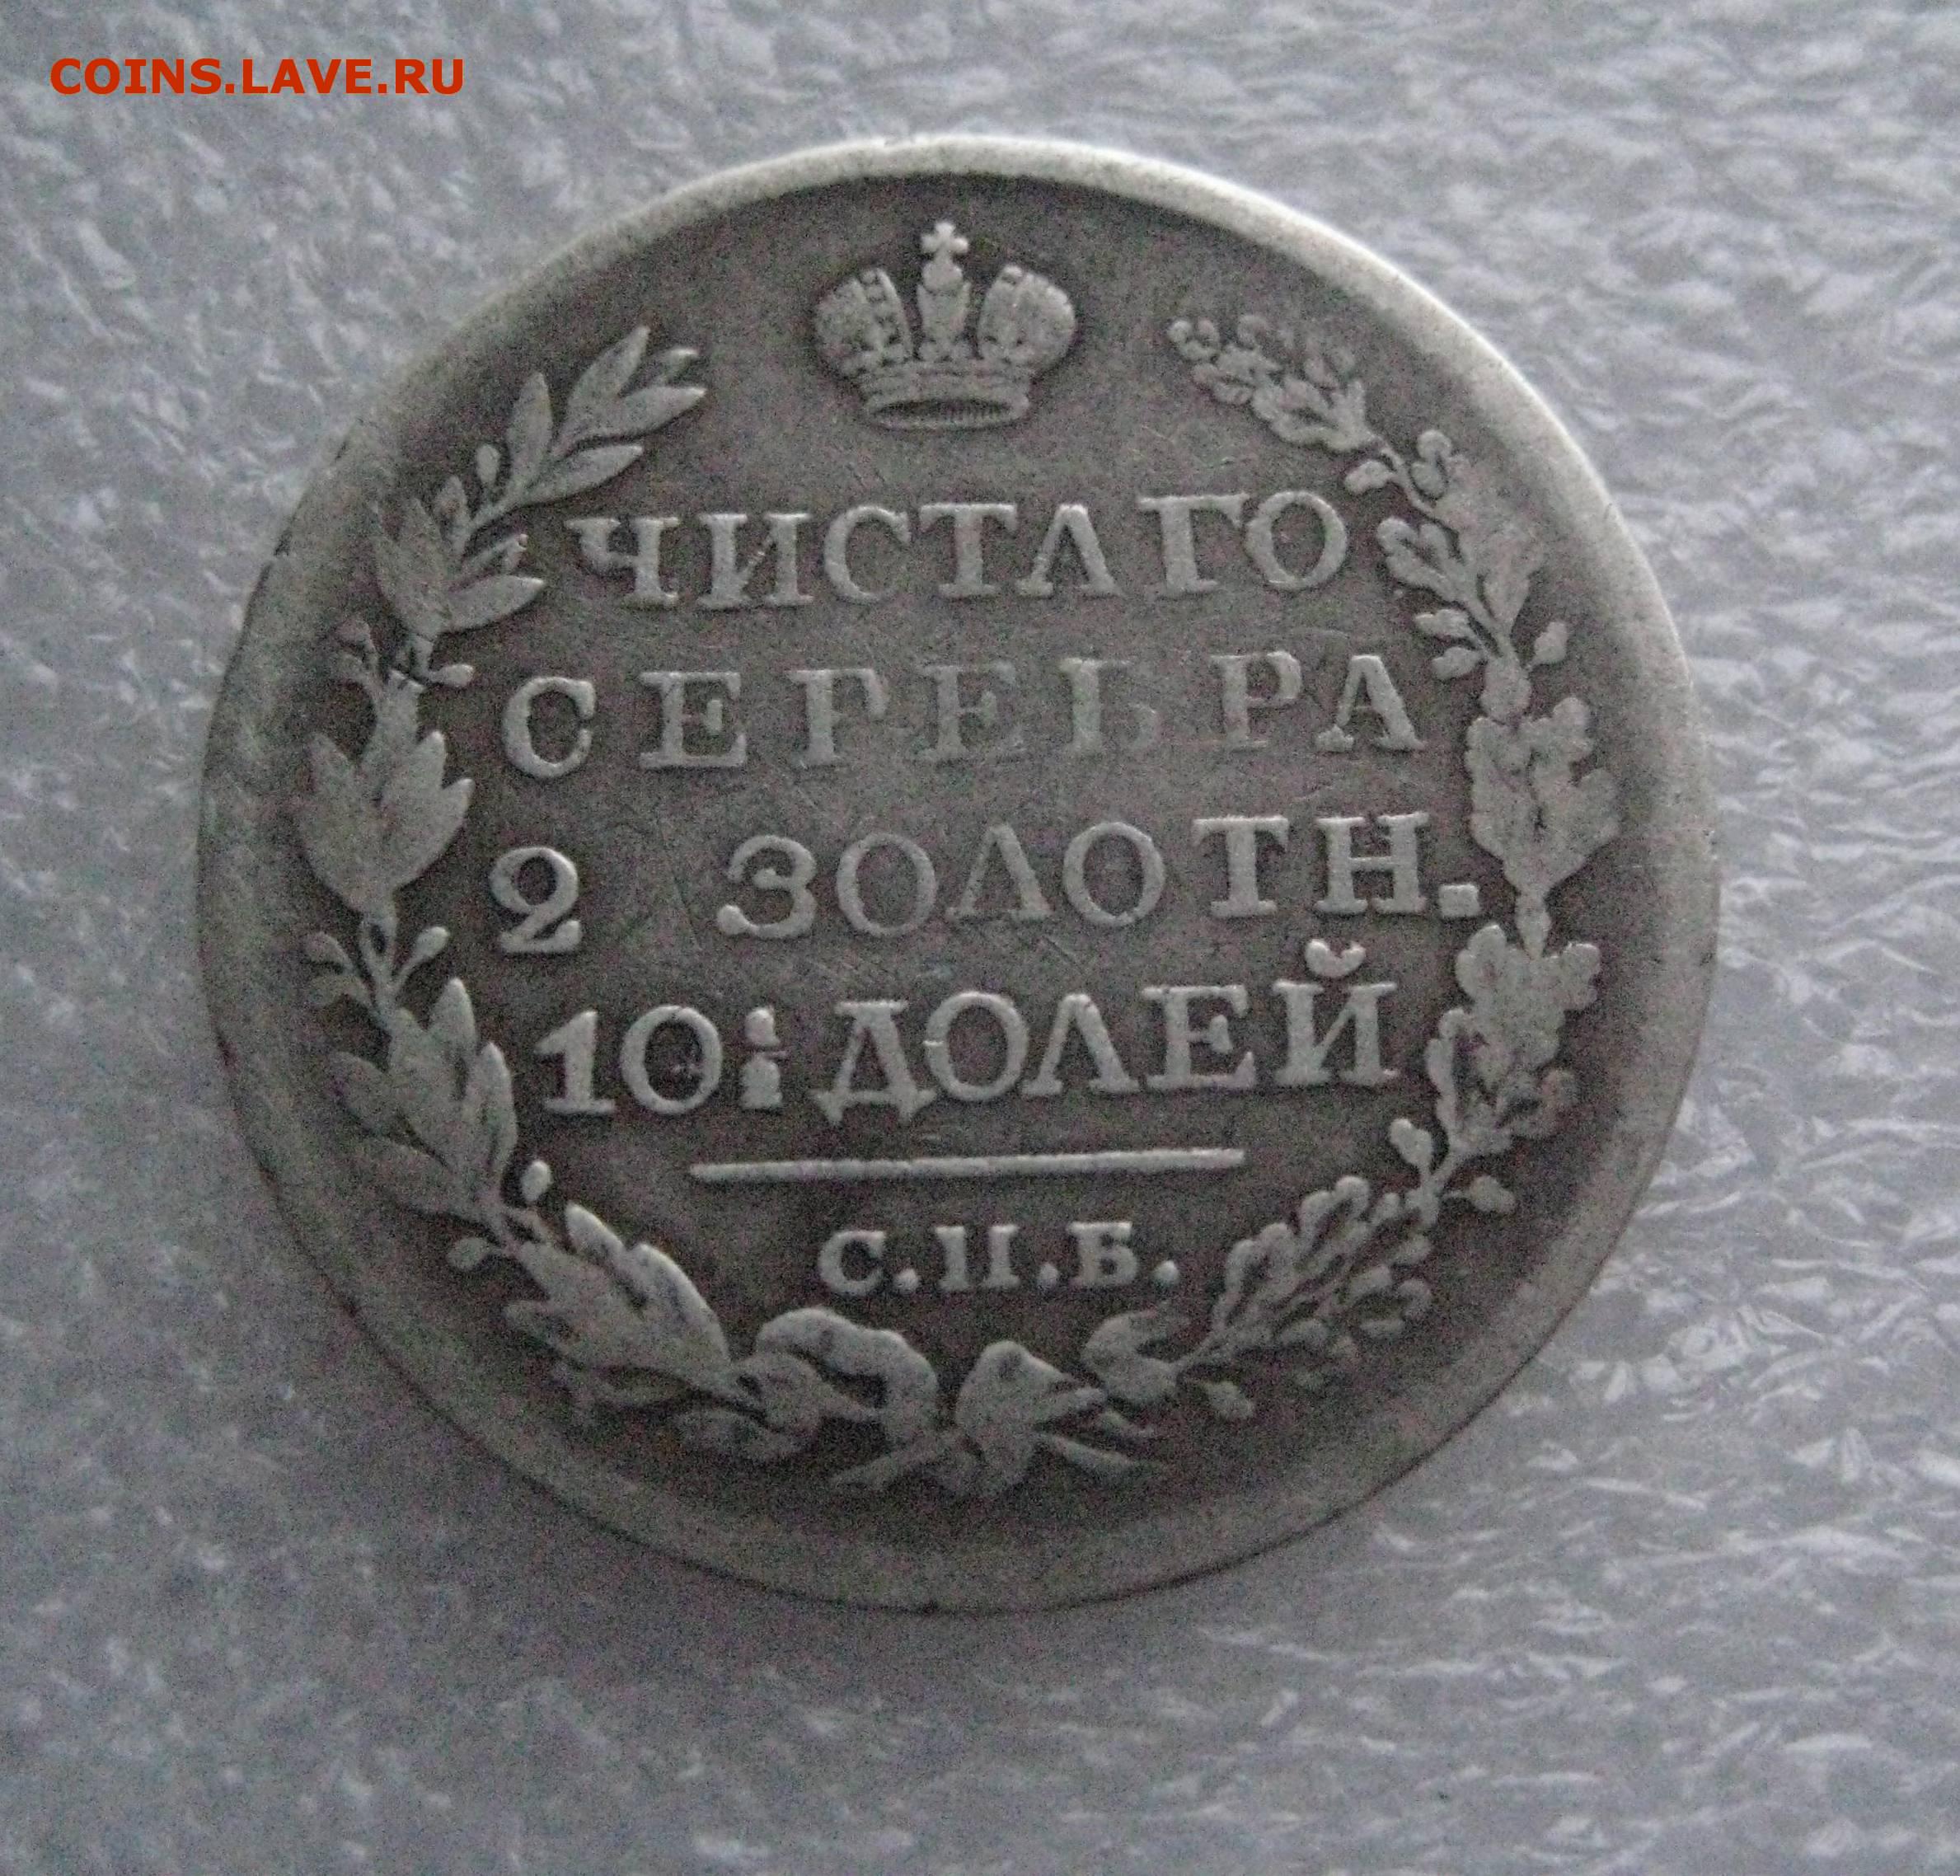 COINS.LAVE.RU
ЧИСТАГО
СЕРЕБРА
2 ЗОЛОТН.
10½ ДОЛЕЙ
С.П.Б.